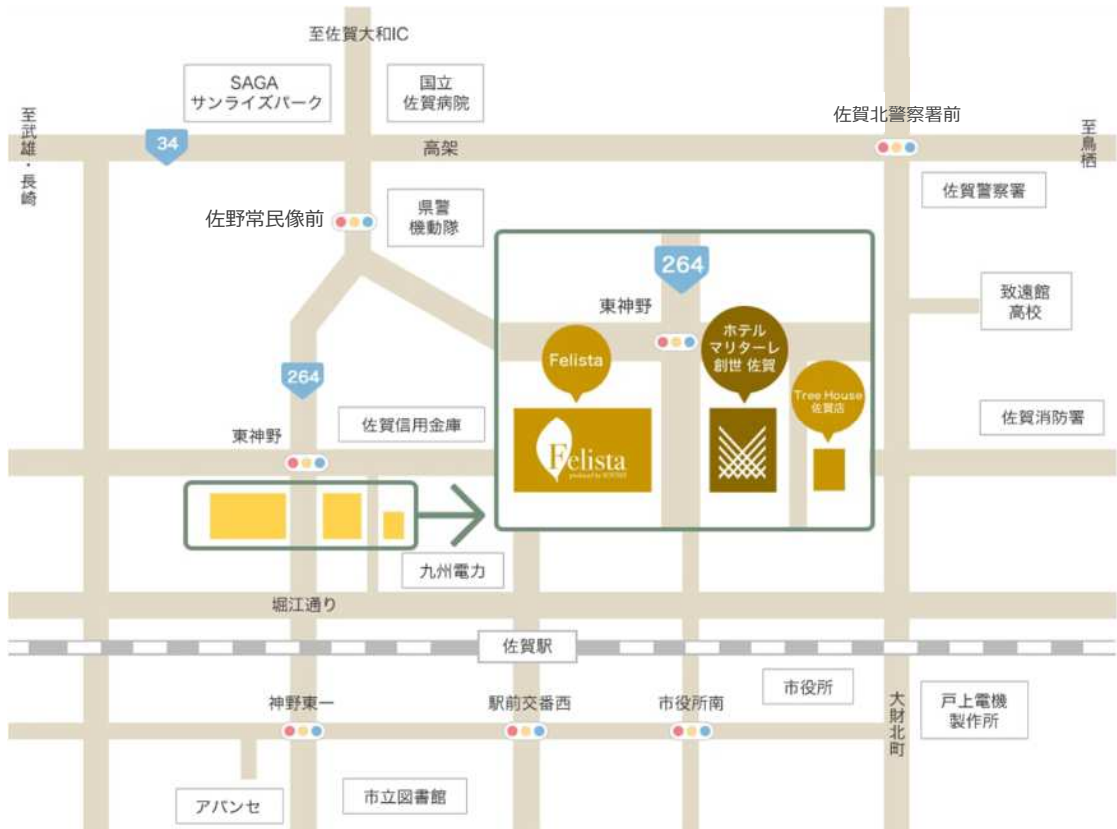 至佐賀大和IC
SAGA
サンライズパーク
国立
佐賀病院
至武雄・長崎
34
高架
佐賀北警察署前
至鳥栖
佐賀警察署
佐野常民像前
県警
機動隊
264
東神野
Felista
ホテル
マリターレ
創世 佐賀
Tree House
佐賀店
Felista
produced by SOUSEI
致遠館
高校
264
東神野
佐賀信用金庫
佐賀消防署
九州電力
堀江通り
佐賀駅
神野東一
駅前交番西
市役所南
市役所
大財北町
戸上電機
製作所
アバンセ
市立図書館